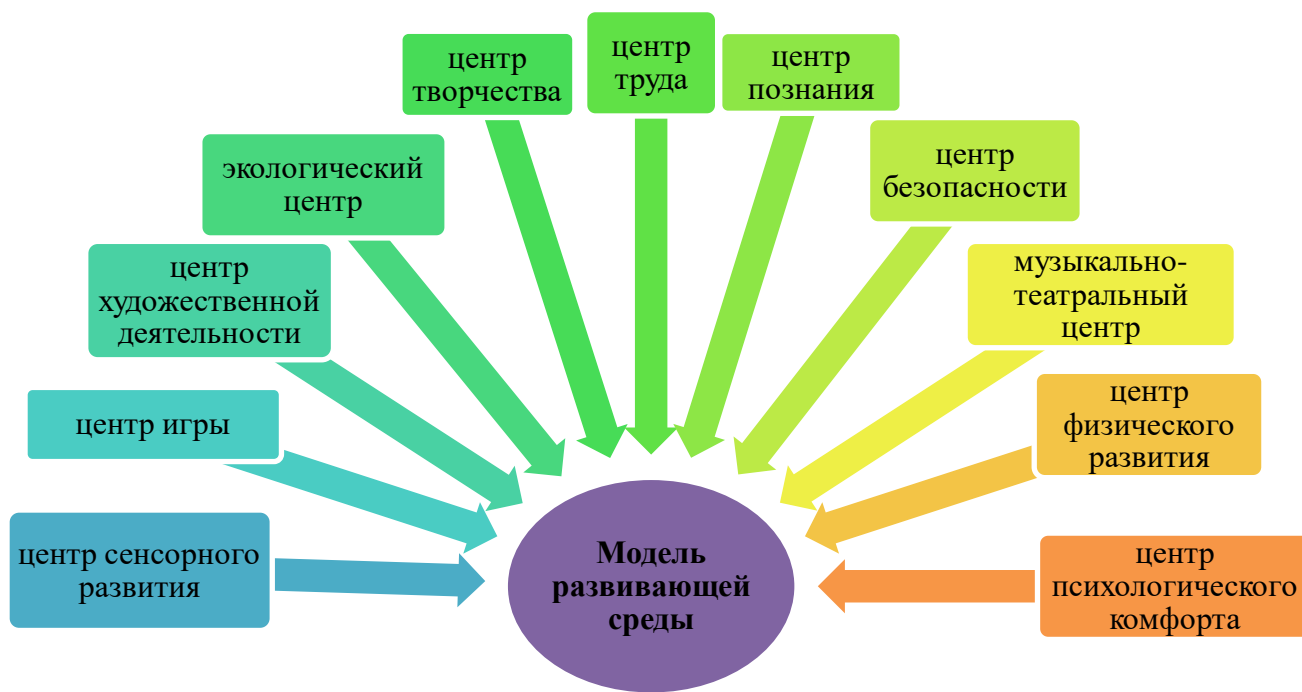 центр сенсорного
развития
центр игры
центр
художественной
деятельности
экологический
центр
центр
творчества
центр
труда
центр
познания
центр
безопасности
музыкально-
театральный
центр
центр
физического
развития
центр
психологического
комфорта
Модель
развивающей
среды